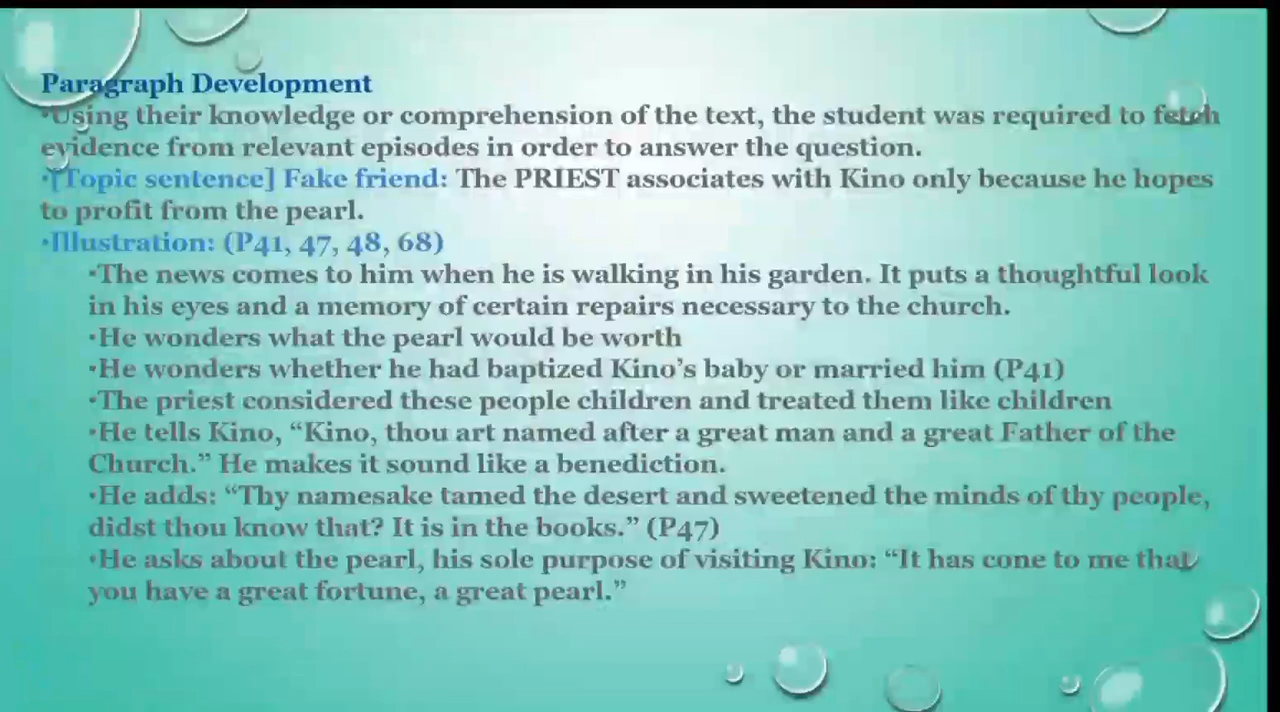 Paragraph Development
•Using their knowledge or comprehension of the text, the student was required to fetch
evidence from relevant episodes in order to answer the question.
•[Topic sentence] Fake friend: The PRIEST associates with Kino only because he hopes
to profit from the pearl.
•Illustration: (P41, 47, 48, 68)
•The news comes to him when he is walking in his garden. It puts a thoughtful look
in his eyes and a memory of certain repairs necessary to the church.
•He wonders what the pearl would be worth
•He wonders whether he had baptized Kino's baby or married him (P41)
•The priest considered these people children and treated them like children
•He tells Kino, “Kino, thou art named after a great man and a great Father of the
Church.” He makes it sound like a benediction.
•He adds: “Thy namesake tamed the desert and sweetened the minds of thy people,
didst thou know that? It is in the books.” (P47)
•He asks about the pearl, his sole purpose of visiting Kino: “It has cone to me that
you have a great fortune, a great pearl.”